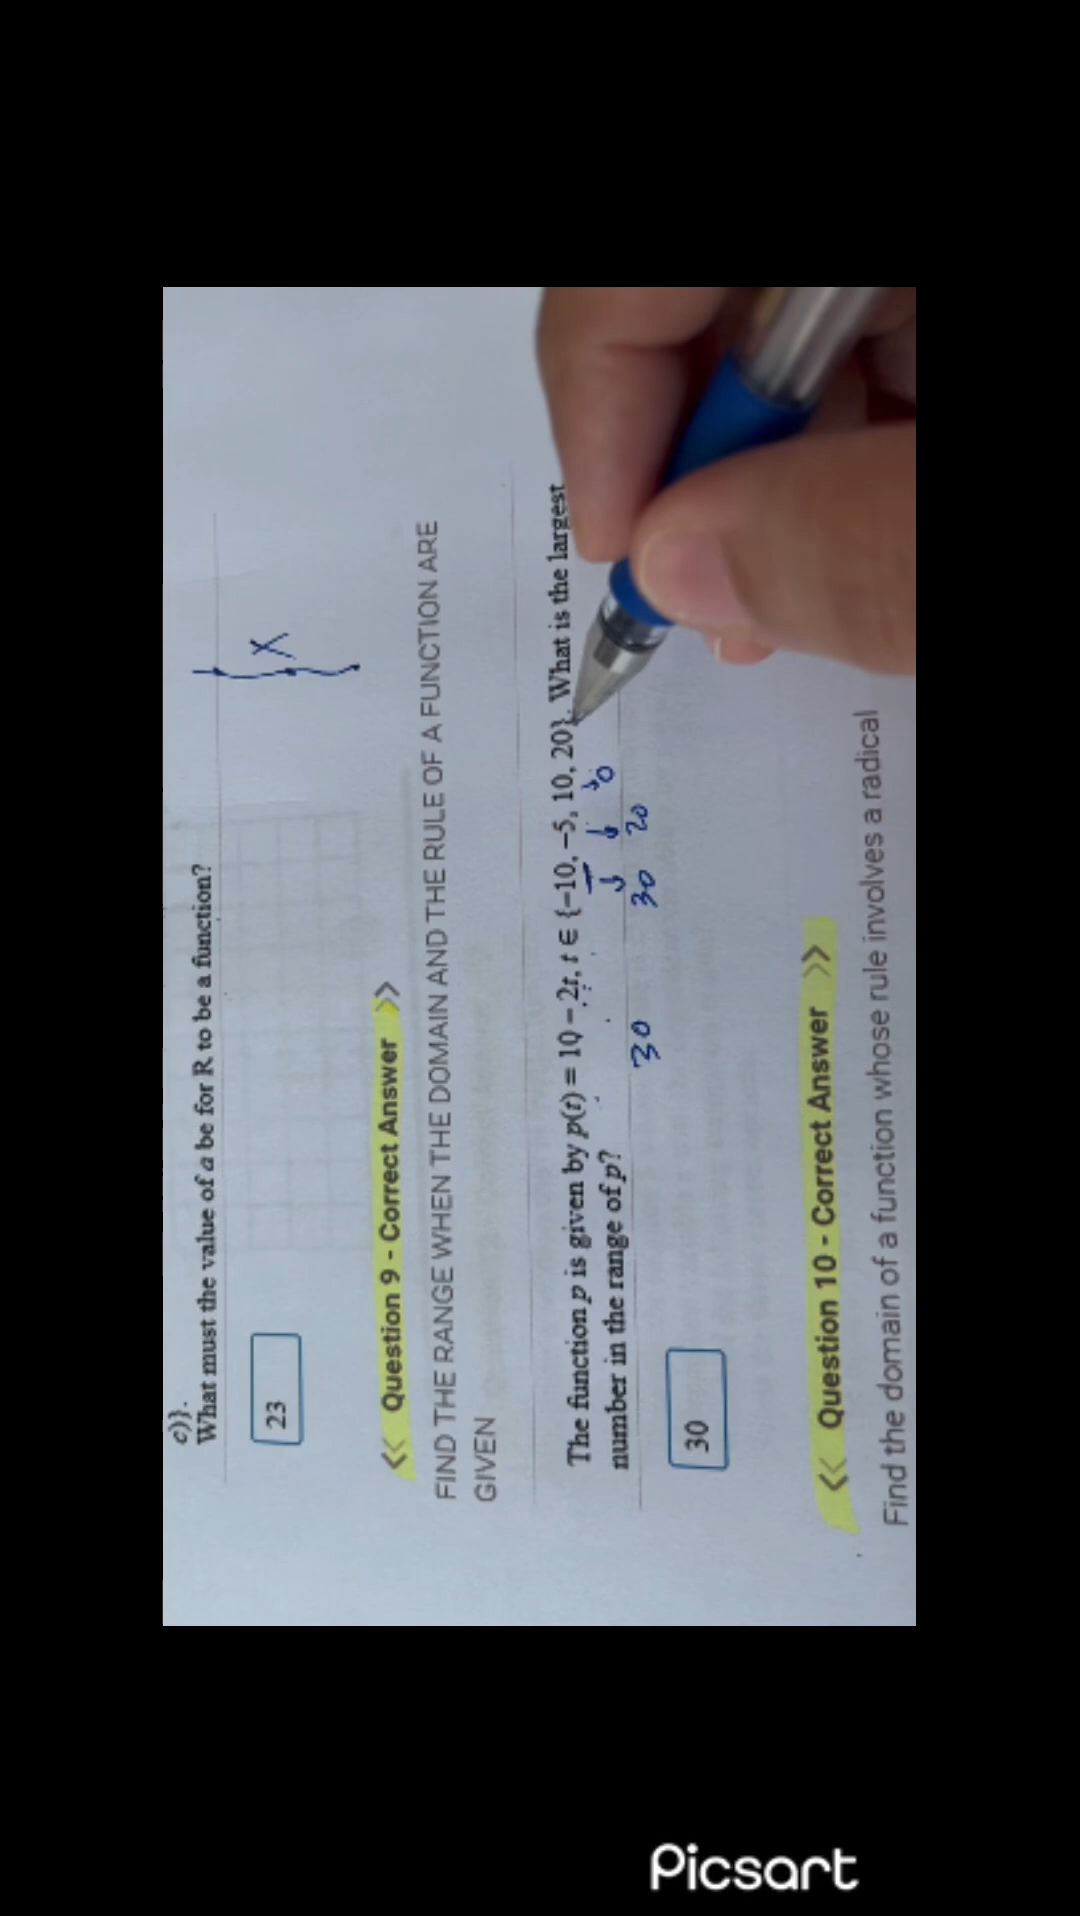 c)}.
What must the value of a be for R to be a function?
x
23
<< Question 9 - Correct Answer >>
FIND THE RANGE WHEN THE DOMAIN AND THE RULE OF A FUNCTION ARE
GIVEN
The function p is given by p(t) = 10 – 2t, t ∈ {–10, –5, 10, 20}. What is the largest
number in the range of p?
30 30 20
30
<< Question 10 - Correct Answer >>
Find the domain of a function whose rule involves a radical
Picsart